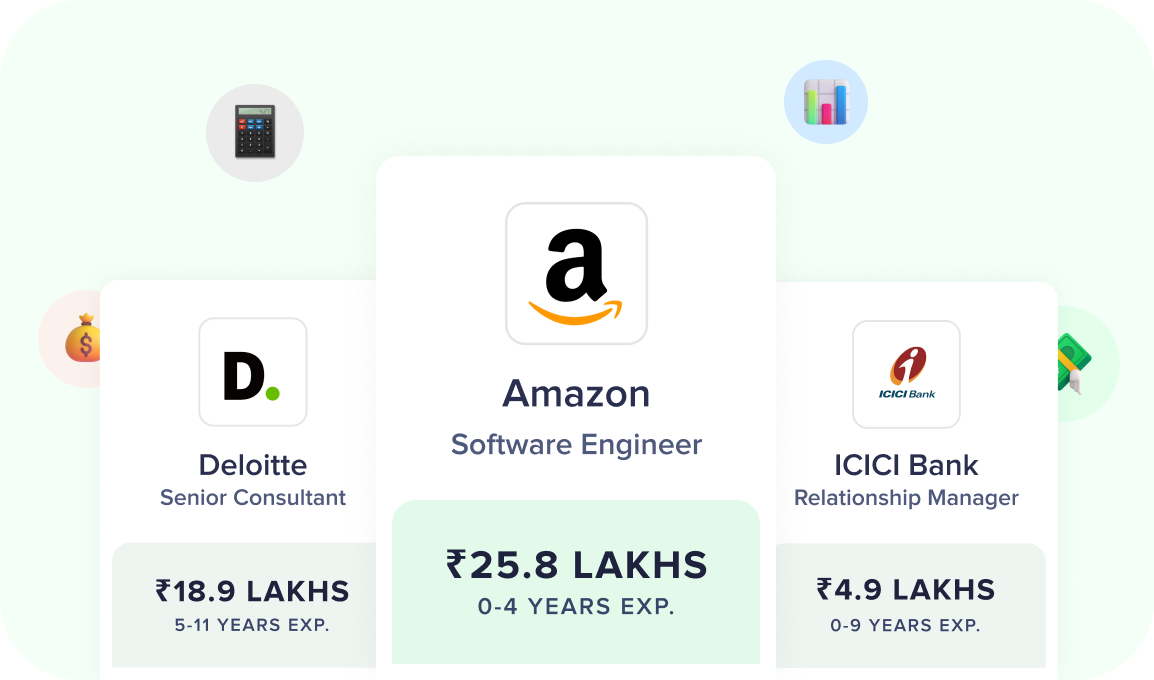 D.
Deloitte
Senior Consultant
₹18.9 LAKHS
5-11 YEARS EXP.
a
Amazon
Software Engineer
₹25.8 LAKHS
0-4 YEARS EXP.
ICICI Bank
ICICI Bank
Relationship Manager
₹4.9 LAKHS
0-9 YEARS EXP.